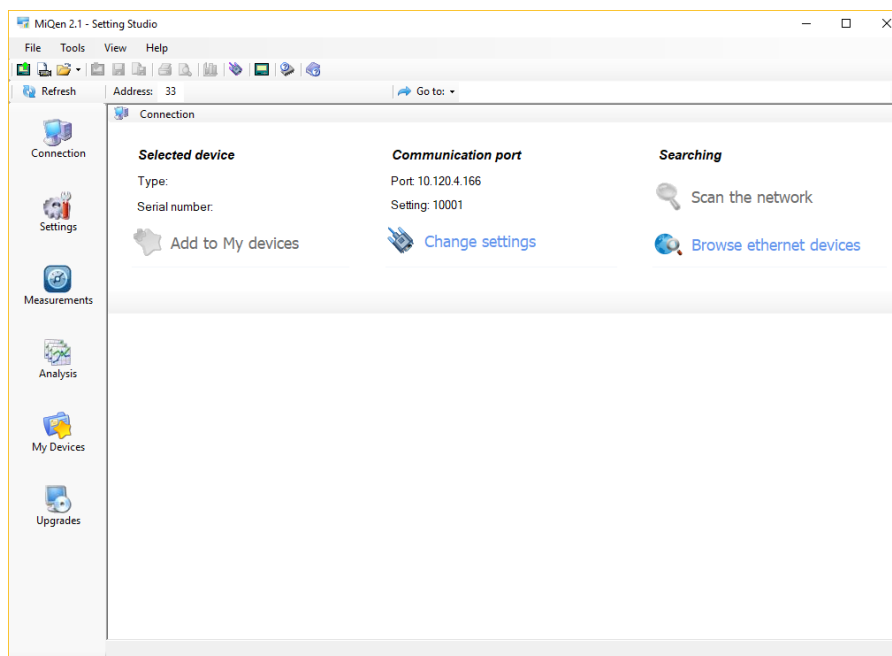 MiQen 2.1 - Setting Studio
File Tools View Help
Refresh Address: 33 Go to:
Connection
Connection
Settings
Measurements
Analysis
My Devices
Upgrades
Selected device
Type:
Serial number:
Add to My devices
Communication port
Port: 10.120.4.166
Setting: 10001
Change settings
Searching
Scan the network
Browse ethernet devices